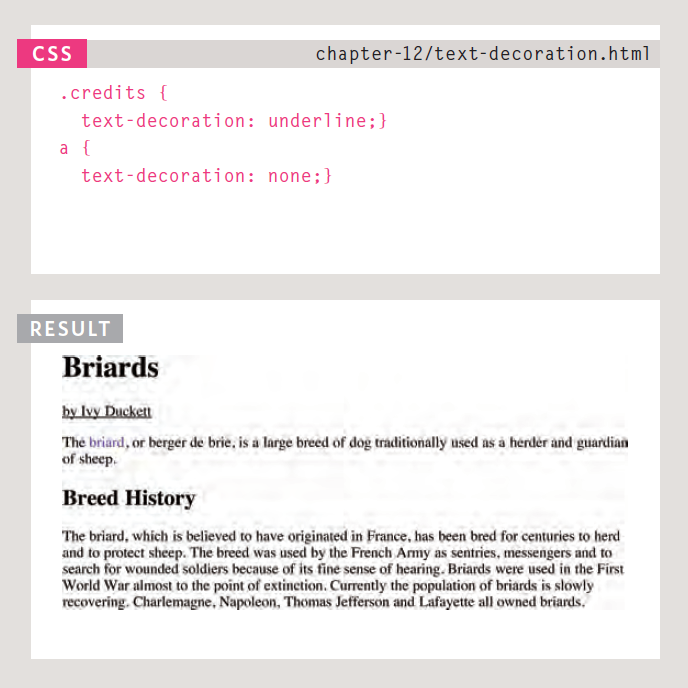 CSS
chapter-12/text-decoration.html
.credits {
  text-decoration: underline;}
a {
  text-decoration: none;}
RESULT
Briards
by Ivy Duckett
The briard, or berger de brie, is a large breed of dog traditionally used as a herder and guardian
of sheep.
Breed History
The briard, which is believed to have originated in France, has been bred for centuries to herd
and to protect sheep. The breed was used by the French Army as sentries, messengers and to
search for wounded soldiers because of its fine sense of hearing. Briards were used in the First
World War almost to the point of extinction. Currently the population of briards is slowly
recovering. Charlemagne, Napoleon, Thomas Jefferson and Lafayette all owned briards.